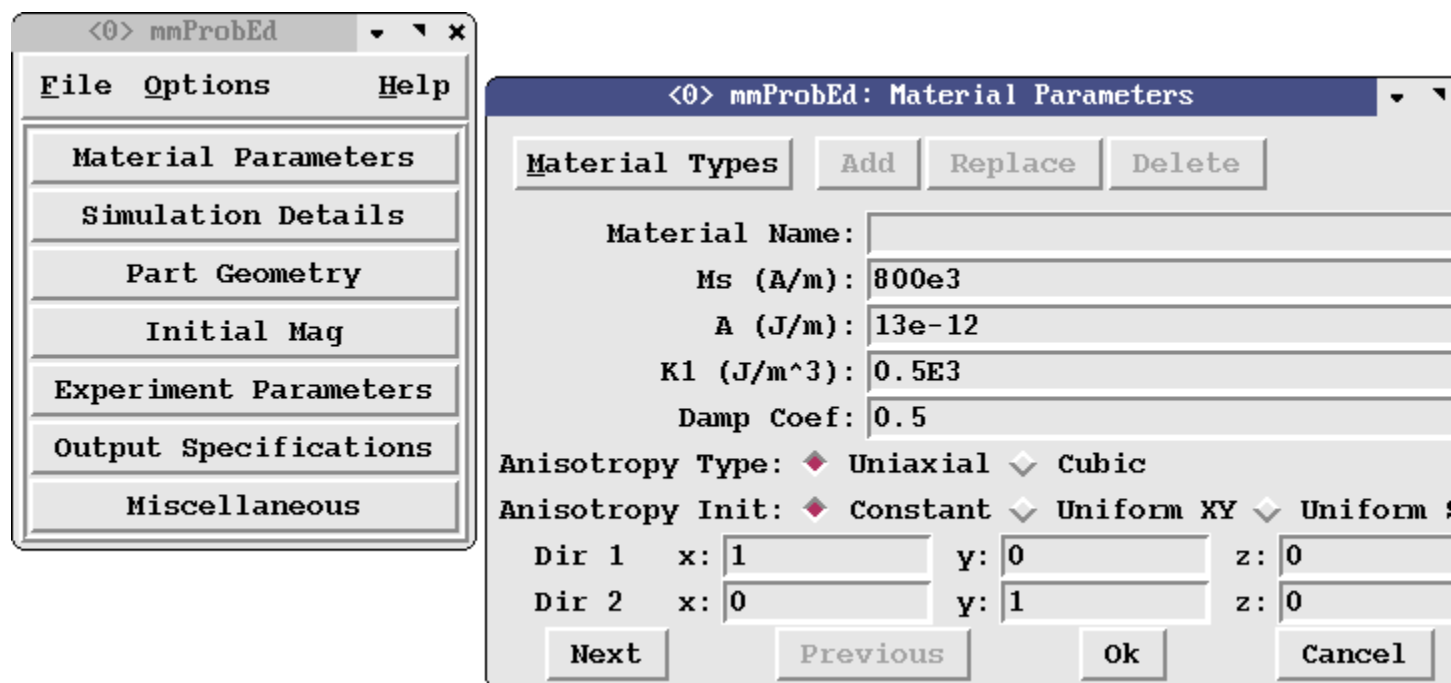 <0> mmProbEd
File Options Help
Material Parameters
Simulation Details
Part Geometry
Initial Mag
Experiment Parameters
Output Specifications
Miscellaneous
<0> mmProbEd: Material Parameters
Material Types Add Replace Delete
Material Name:
Ms (A/m): 800e3
A (J/m): 13e-12
K1 (J/m^3): 0.5E3
Damp Coef: 0.5
Anisotropy Type: Uniaxial Cubic
Anisotropy Init: Constant Uniform XY Uniform
Dir 1 x: 1 y: 0 z: 0
Dir 2 x: 0 y: 1 z: 0
Next Previous Ok Cancel